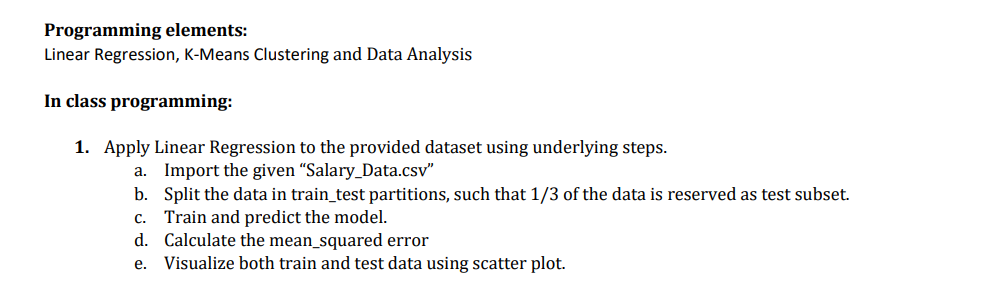 Programming elements:
Linear Regression, K-Means Clustering and Data Analysis
In class programming:
1. Apply Linear Regression to the provided dataset using underlying steps.
a. Import the given “Salary_Data.csv”
b. Split the data in train_test partitions, such that 1/3 of the data is reserved as test subset.
c. Train and predict the model.
d. Calculate the mean_squared error
e. Visualize both train and test data using scatter plot.